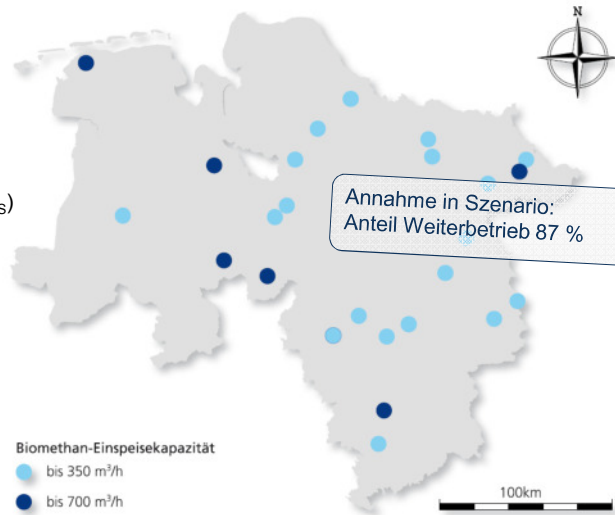 N
s)
Annahme in Szenario:
Anteil Weiterbetrieb 87 %
Biomethan-Einspeisekapazität
bis 350 m³/h
bis 700 m³/h
100km